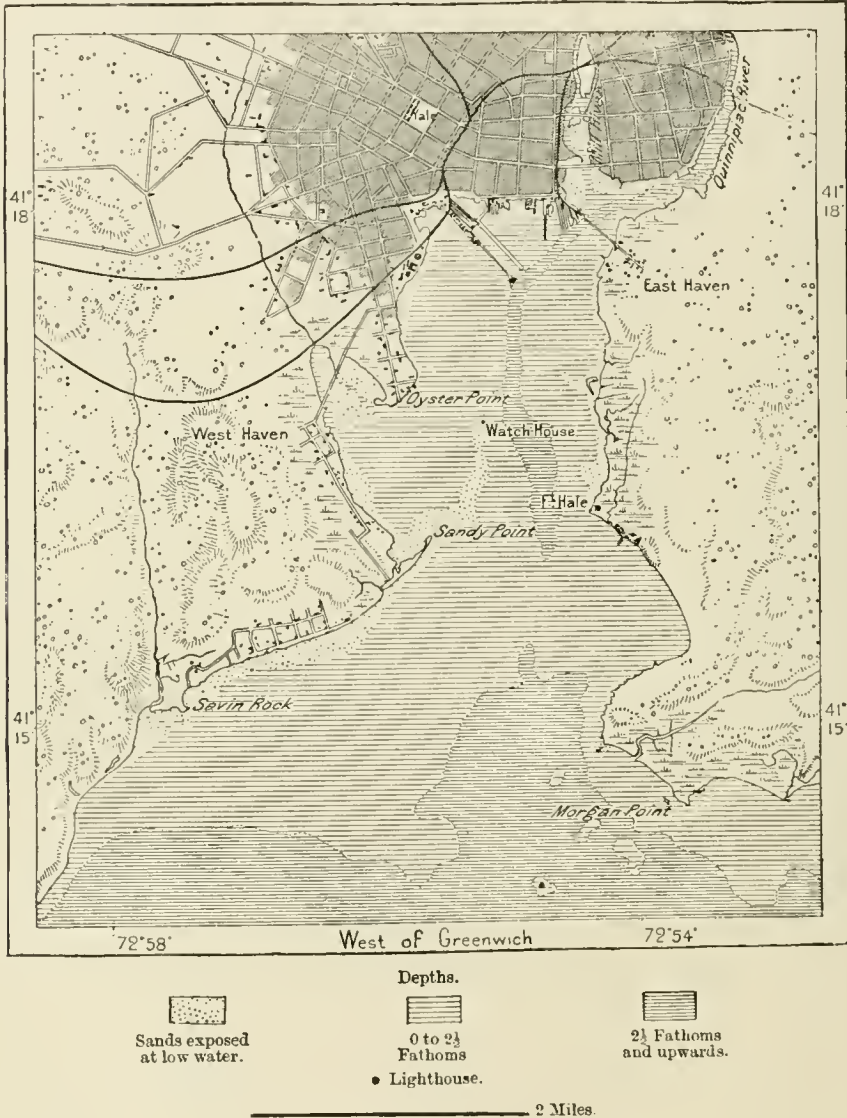 Yale
Mill River
Quinnipiac River
41°
18'
41°
18'
East Haven
Oyster Point
West Haven
Watch-House
Ft Hale
Sandy Point
Sevin Rock
41°
15'
41°
15'
Morgan Point
72°58'
West of Greenwich
72°54'
Depths.
Sands exposed
at low water.
0 to 2½
Fathoms
2½ Fathoms
and upwards.
Lighthouse.
2 Miles.